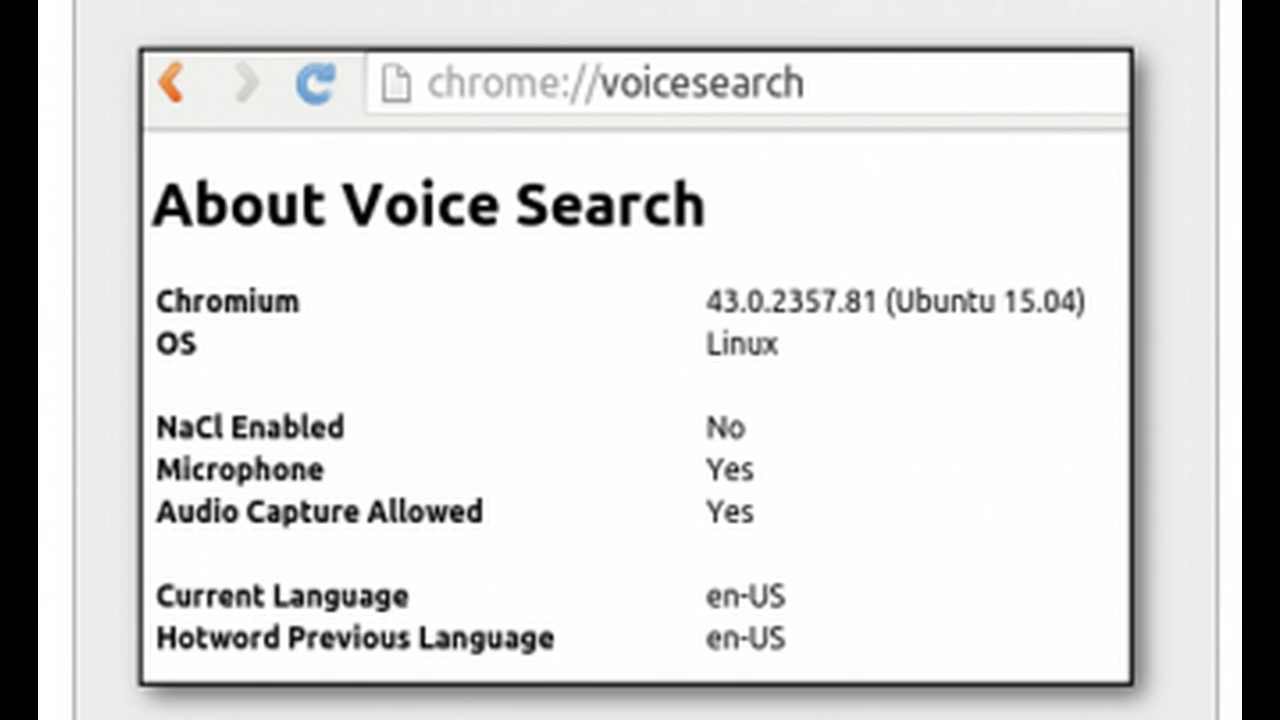 chrome://voicesearch
About Voice Search
Chromium 43.0.2357.81 (Ubuntu 15.04)
OS Linux
NaCl Enabled No
Microphone Yes
Audio Capture Allowed Yes
Current Language en-US
Hotword Previous Language en-US